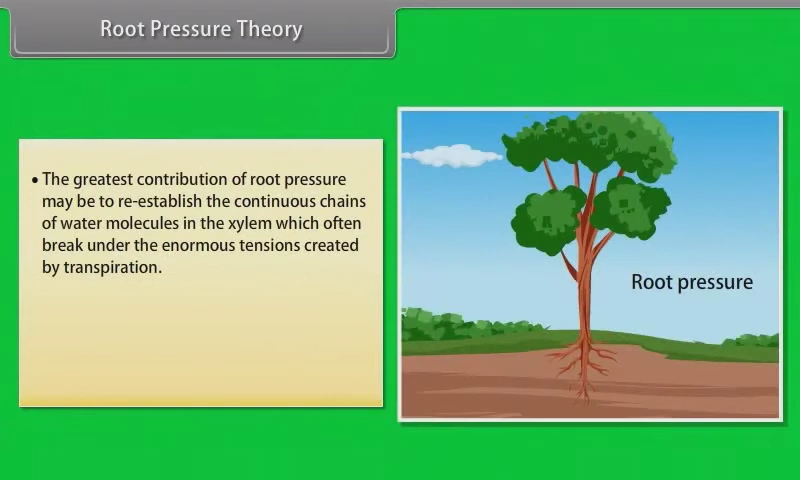 Root Pressure Theory
• The greatest contribution of root pressure
may be to re-establish the continuous chains
of water molecules in the xylem which often
break under the enormous tensions created
by transpiration.
Root pressure